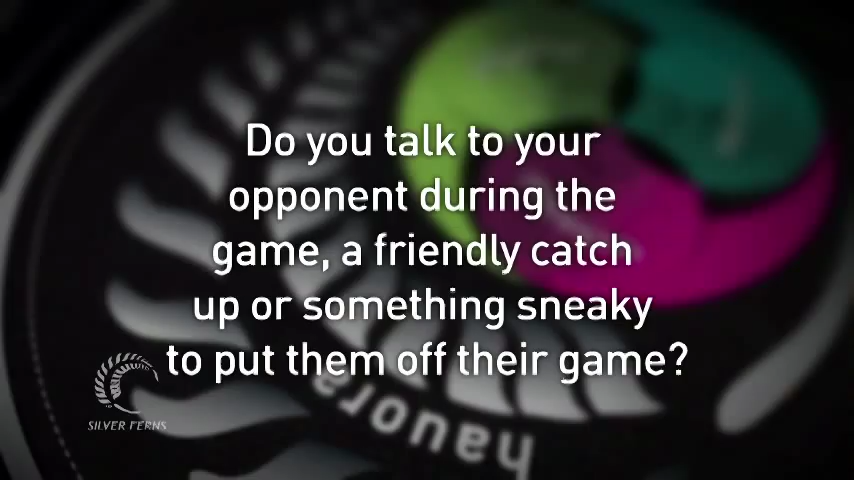 Do you talk to your
opponent during the
game, a friendly catch
up or something sneaky
to put them off their game?
SILVER FERNS
hauora